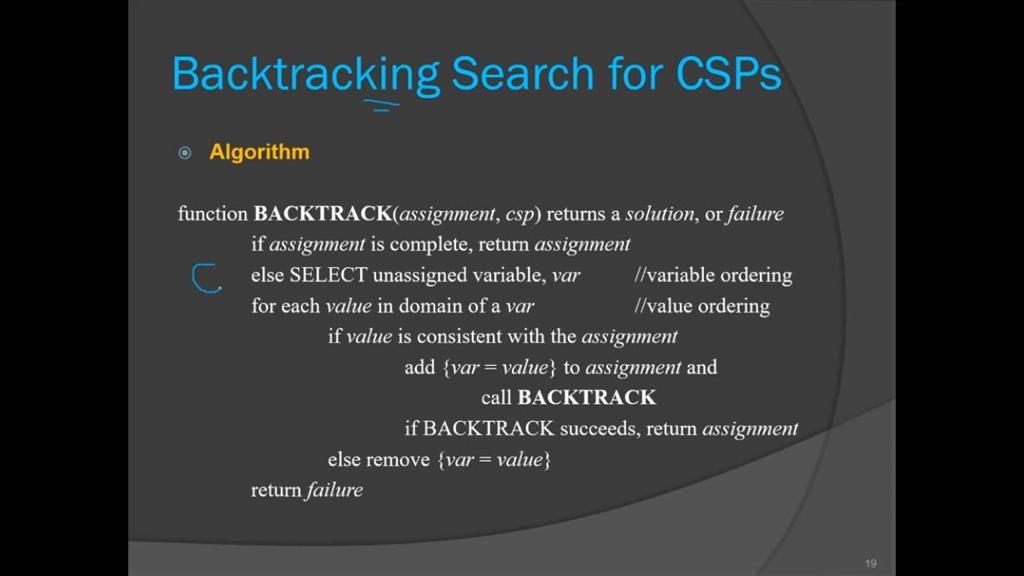 Backtracking Search for CSPs
Algorithm
function BACKTRACK(assignment, csp) returns a solution, or failure
if assignment is complete, return assignment
else SELECT unassigned variable, var //variable ordering
for each value in domain of a var //value ordering
if value is consistent with the assignment
add {var = value} to assignment and
call BACKTRACK
if BACKTRACK succeeds, return assignment
else remove {var = value}
return failure
19